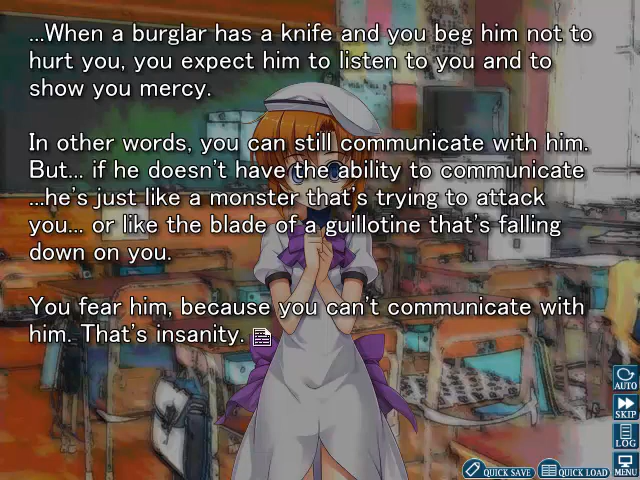 ...When a burglar has a knife and you beg him not to
hurt you, you expect him to listen to you and to
show you mercy.
In other words, you can still communicate with him.
But... if he doesn't have the ability to communicate
...he's just like a monster that's trying to attack
you... or like the blade of a guillotine that's falling
down on you.
You fear him, because you can't communicate with
him. That's insanity.
AUTO
SKIP
LOG
MENU
QUICK SAVE
QUICK LOAD